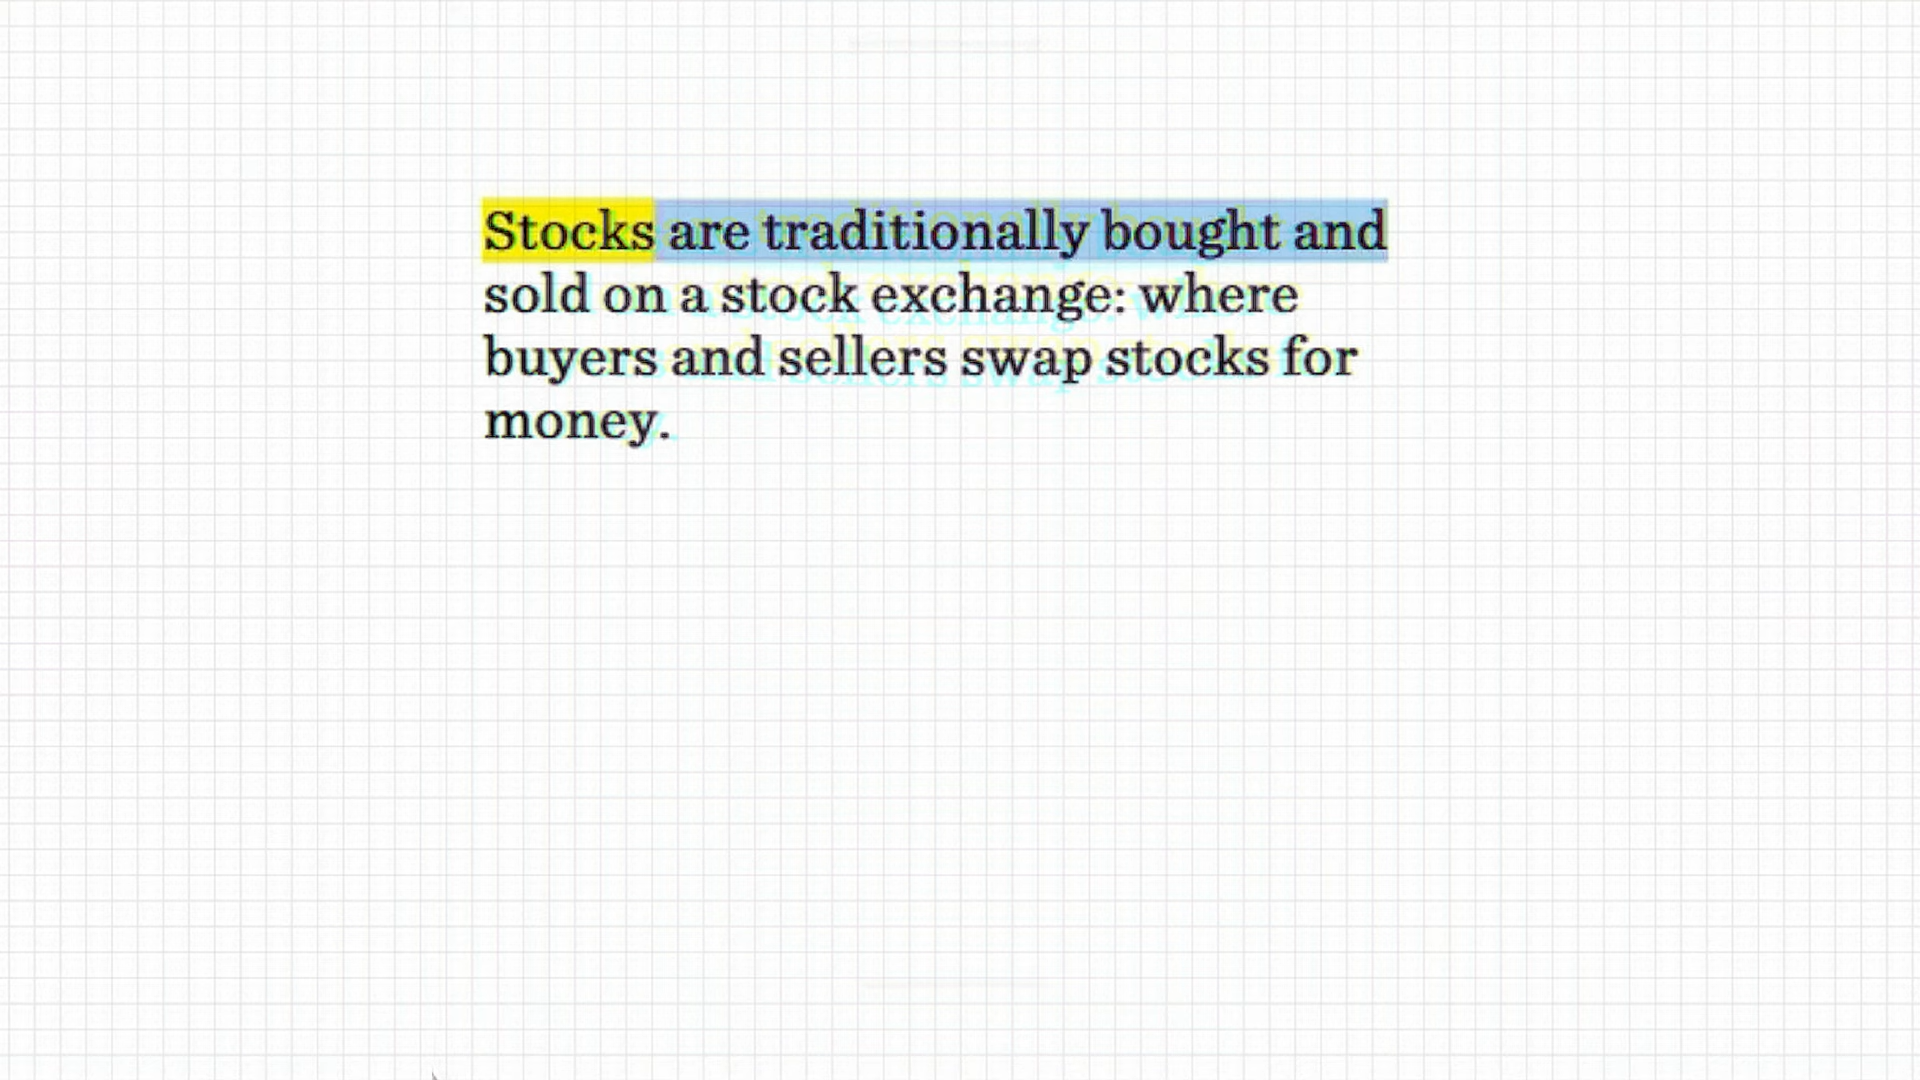 Stocks are traditionally bought and
sold on a stock exchange: where
buyers and sellers swap stocks for
money.